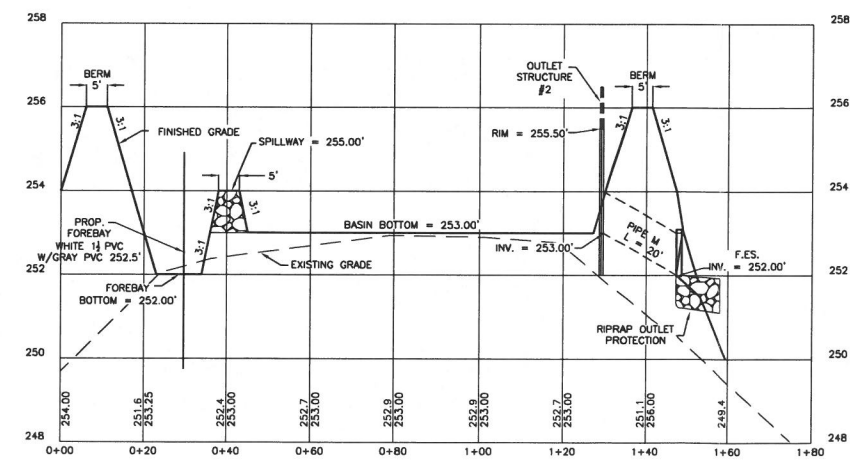 258
258
BERM
5'
OUTLET
STRUCTURE
#2
BERM
5'
256
256
3:1
3:1
FINISHED GRADE
SPILLWAY = 255.00'
RIM = 255.50'
3:1
3:1
5'
254
254
3:1
3:1
PROP.
FOREBAY
WHITE 1½ PVC
W/GRAY PVC 252.5'
BASIN BOTTOM = 253.00'
3:1
INV. = 253.00'
PIPE M
L = 20'
F.ES.
INV. = 252.00'
252
252
EXISTING GRADE
FOREBAY
BOTTOM = 252.00'
RIPRAP OUTLET
PROTECTION
250
250
254.00
251.6
253.25
252.4
253.00
252.7
253.00
252.9
253.00
252.9
253.00
252.7
253.00
251.1
256.00
249.4
248
248
0+00
0+20
0+40
0+60
0+80
1+00
1+20
1+40
1+60
1+80